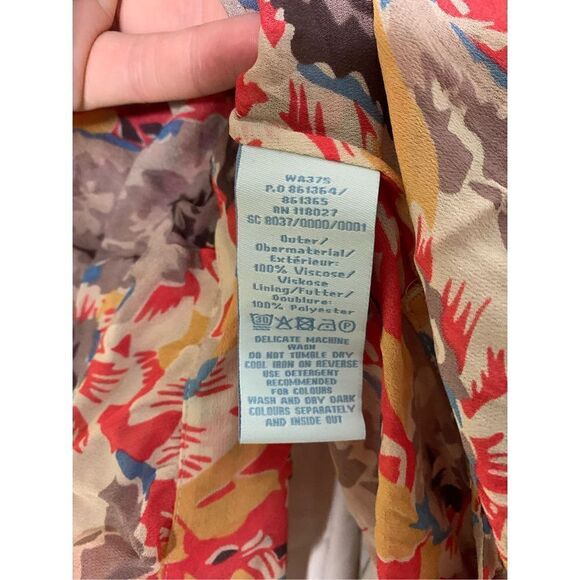 WA37S
P.O 861364/
861365
RN 118027
SC 8037/0000/0001
Outer/
Obermaterial/
Extérieur:
100% Viscose/
Viskose
Lining/Futter/
Doublure:
100% Polyester
30 P
DELICATE MACHINE
WASH
DO NOT TUMBLE DRY
COOL IRON ON REVERSE
USE DETERGENT
RECOMMENDED
FOR COLOURS
WASH AND DRY DARK
COLOURS SEPARATELY
AND INSIDE OUT